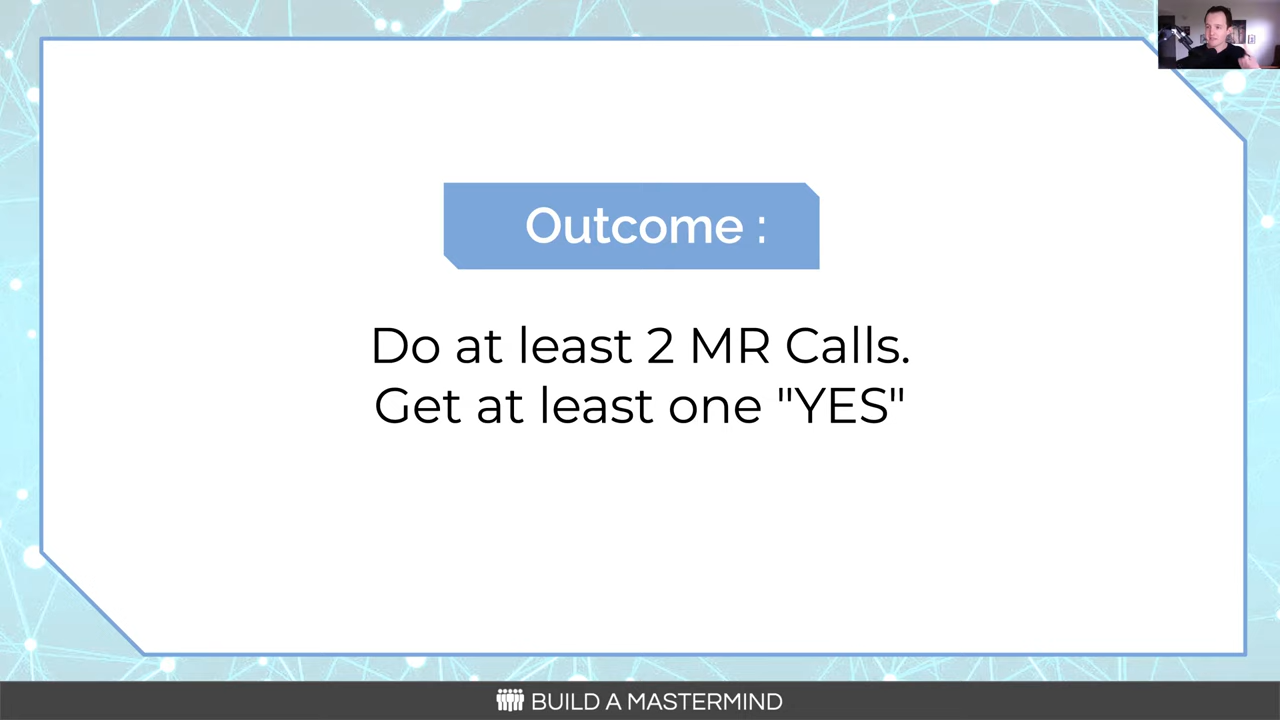 Outcome :
Do at least 2 MR Calls.
Get at least one "YES"
BUILD A MASTERMIND